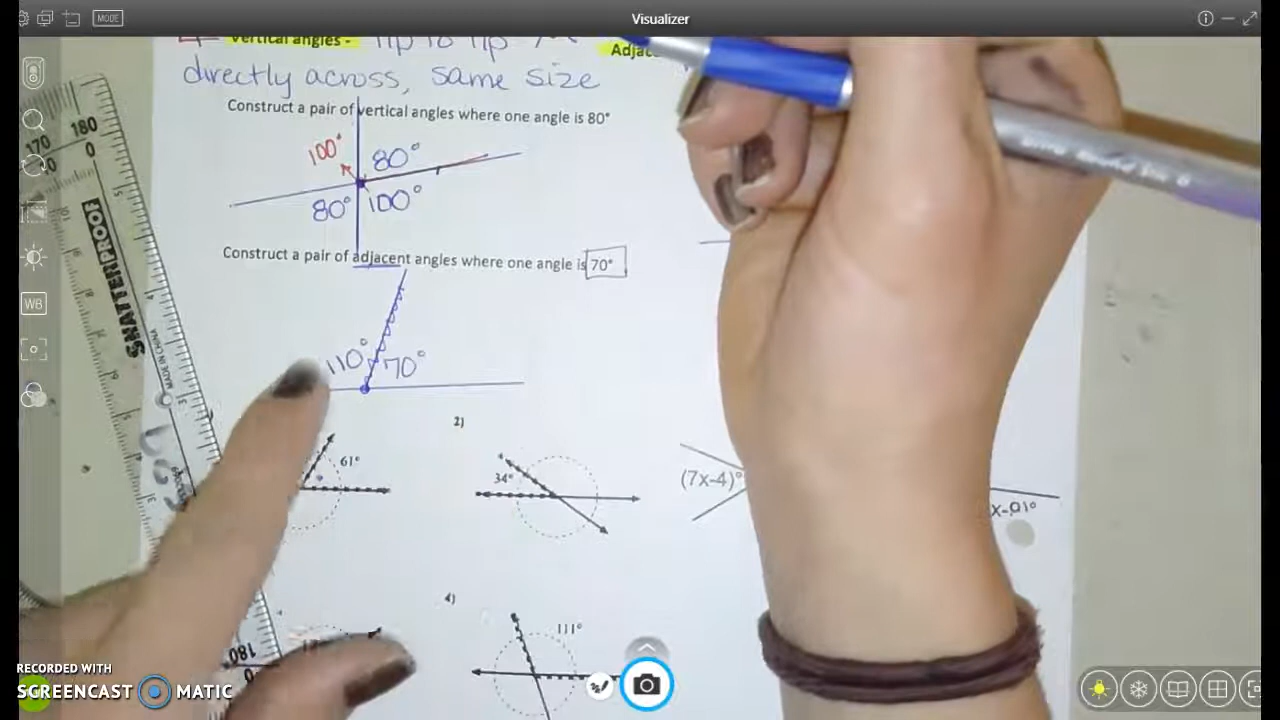 Visualizer
MODE
Vertical angles -
directly across, same size
Construct a pair of vertical angles where one angle is 80°
100°
80°
80°
100°
Construct a pair of adjacent angles where one angle is 70°
110°
70°
2)
61°
34°
(7x-4)°
4)
111°
180
170
0
SHATTERPROOF
MADE IN CHINA
WB
180
RECORDED WITH
SCREENCAST MATIC